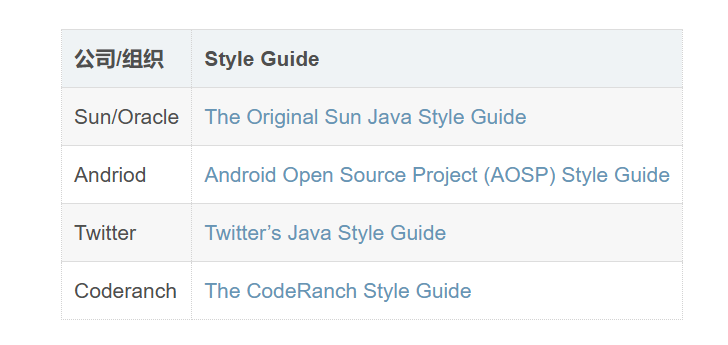 公司/组织 Style Guide
Sun/Oracle The Original Sun Java Style Guide
Andriod Android Open Source Project (AOSP) Style Guide
Twitter Twitter’s Java Style Guide
Coderanch The CodeRanch Style Guide